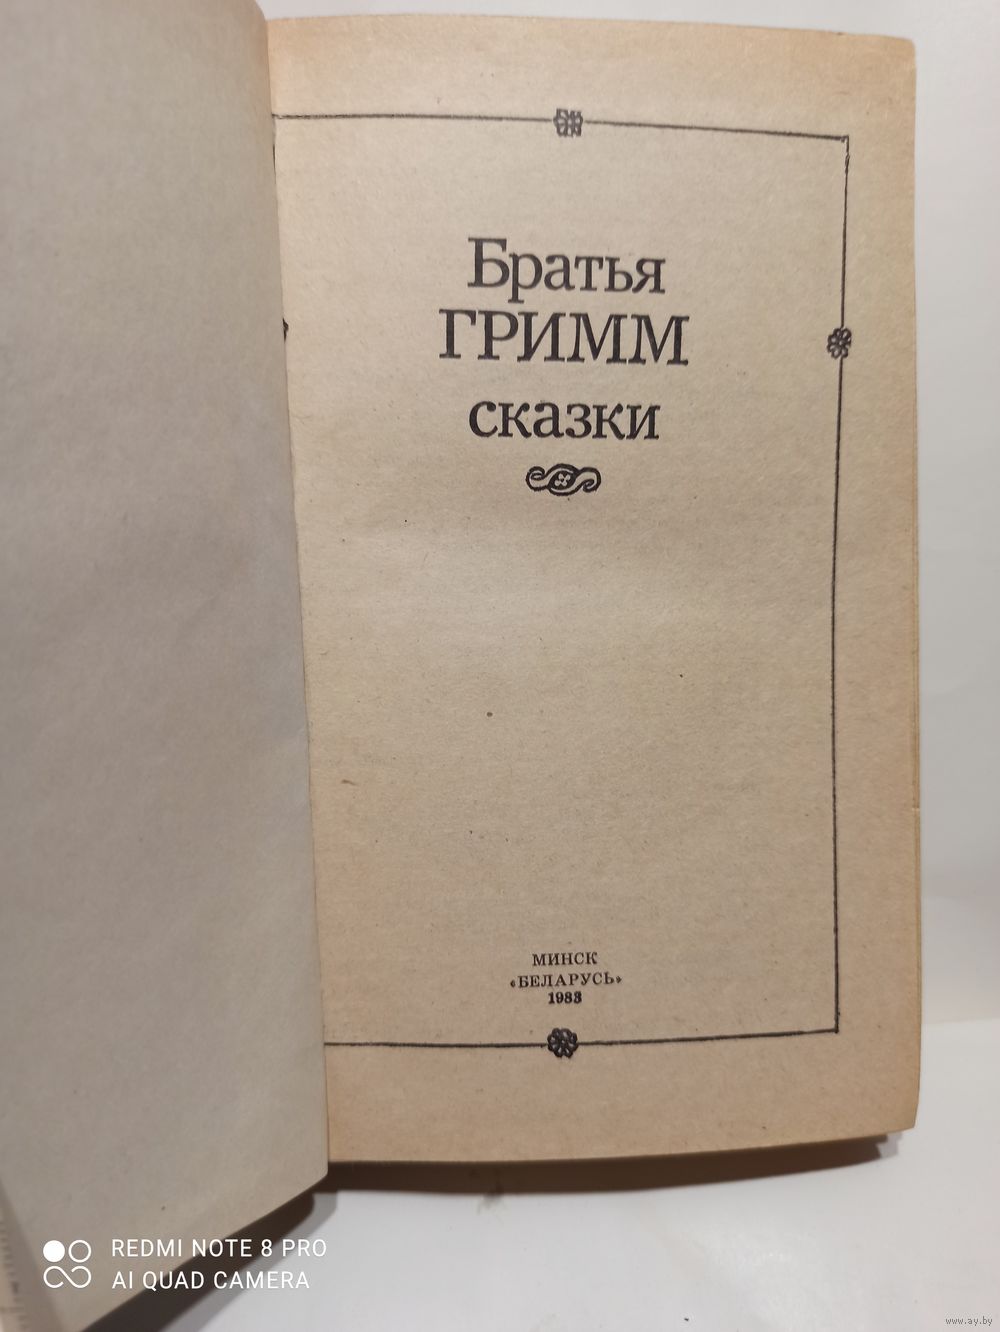 Братья
ГРИММ
сказки
МИНСК
«БЕЛАРУСЬ»
1983
REDMI NOTE 8 PRO
AI QUAD CAMERA
www.ay.by